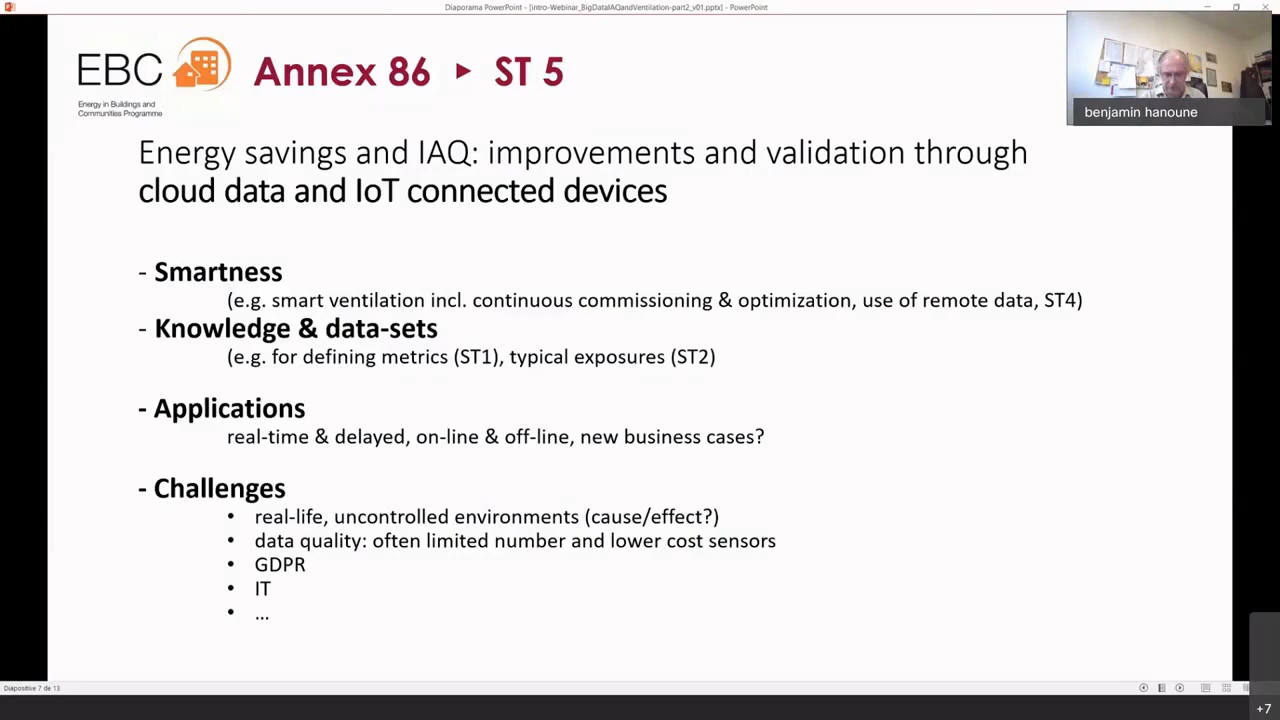 Diaporama PowerPoint - [intro-Webinar_BigDataIAQandVentilation-part2_v01.pptx] - PowerPoint
EBC
Energy in Buildings and
Communities Programme
Annex 86 ▸ ST 5
benjamin hanoune
Energy savings and IAQ: improvements and validation through
cloud data and IoT connected devices
- Smartness
(e.g. smart ventilation incl. continuous commissioning & optimization, use of remote data, ST4)
- Knowledge & data-sets
(e.g. for defining metrics (ST1), typical exposures (ST2)
- Applications
real-time & delayed, on-line & off-line, new business cases?
- Challenges
• real-life, uncontrolled environments (cause/effect?)
• data quality: often limited number and lower cost sensors
• GDPR
• IT
• ...
Diapositive 7 de 13
+7